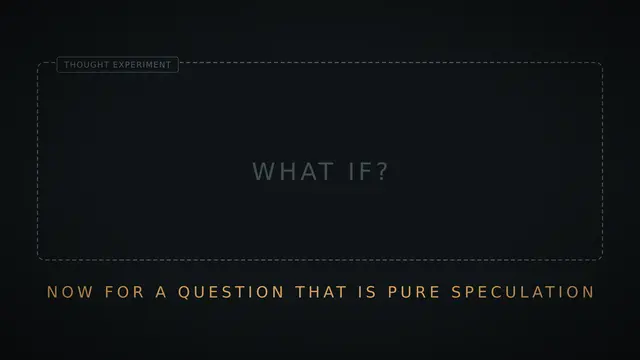 THOUGHT EXPERIMENT
WHAT IF?
NOW FOR A QUESTION THAT IS PURE SPECULATION